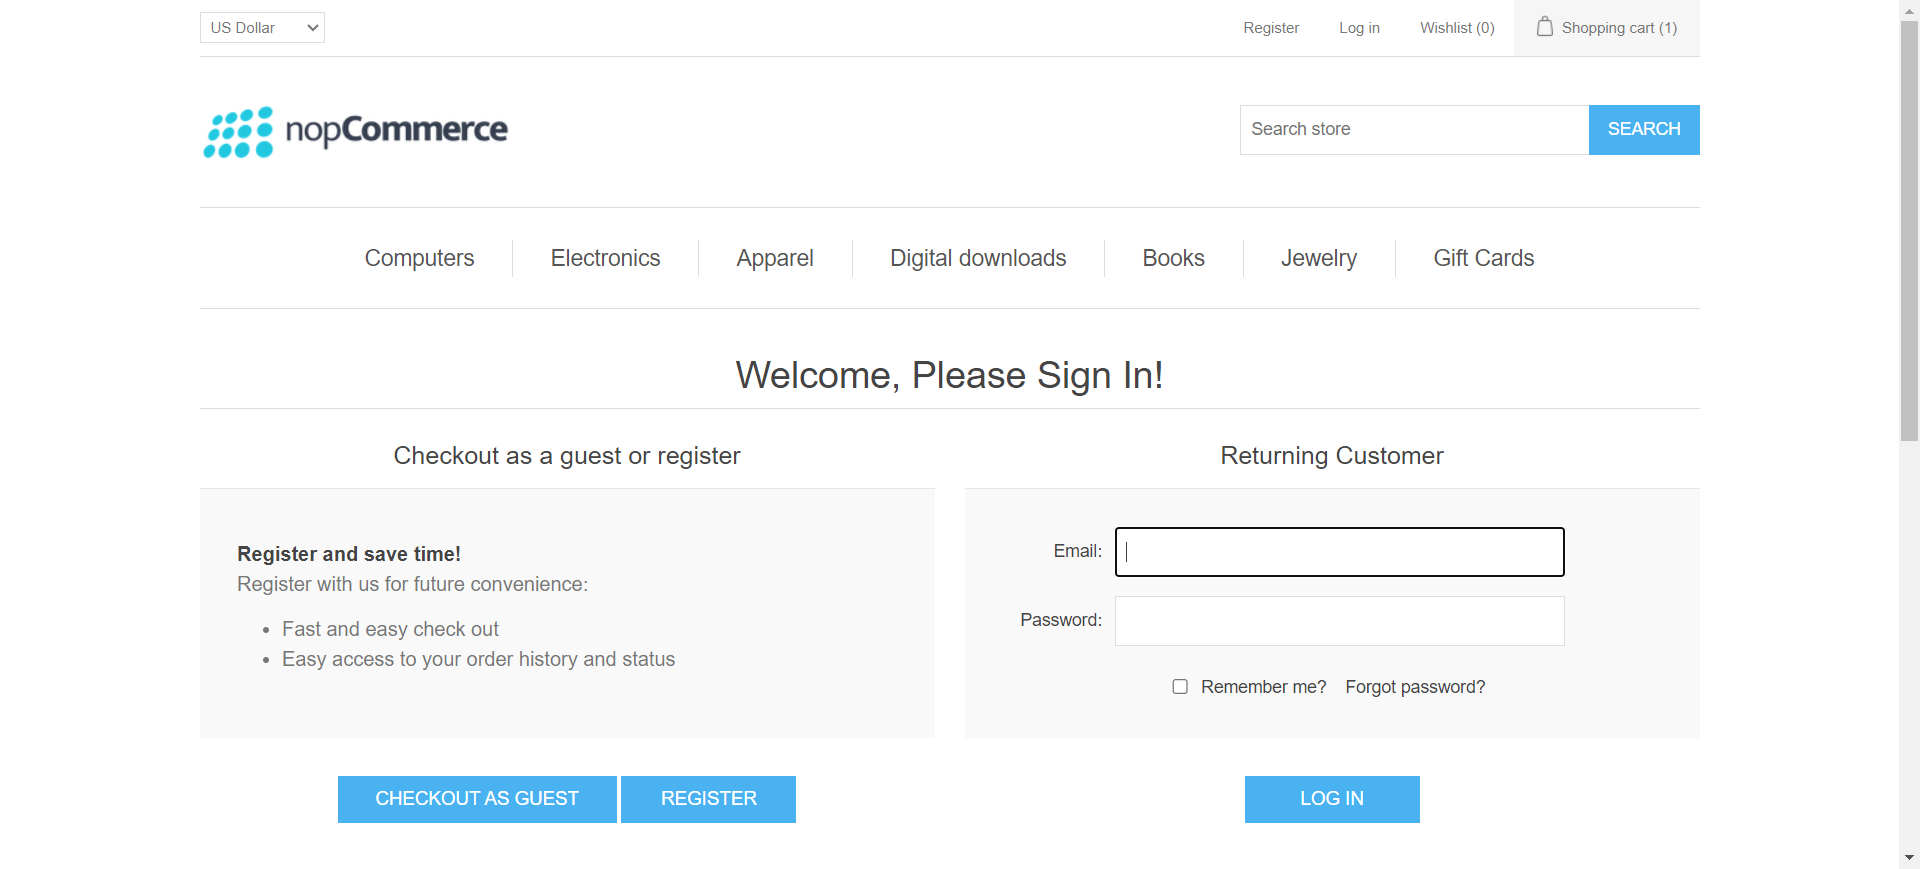 US Dollar
Register
Log in
Wishlist (0)
Shopping cart (1)
nopCommerce
Search store
SEARCH
Computers
Electronics
Apparel
Digital downloads
Books
Jewelry
Gift Cards
Welcome, Please Sign In!
Checkout as a guest or register
Register and save time!
Register with us for future convenience:
Fast and easy check out
Easy access to your order history and status
CHECKOUT AS GUEST
REGISTER
Returning Customer
Email:
Password:
Remember me?
Forgot password?
LOG IN